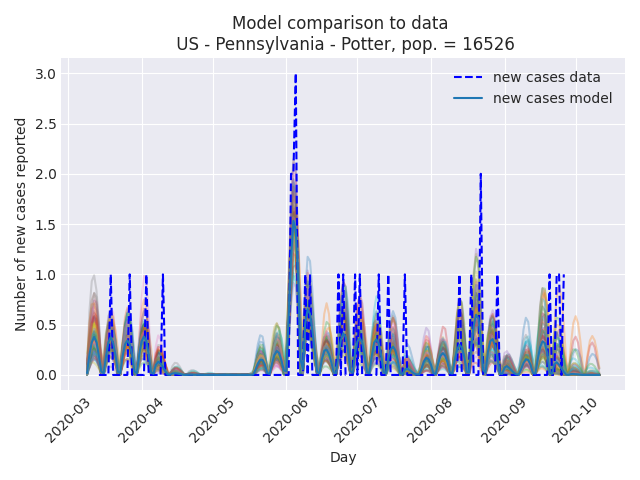 Model comparison to data
US - Pennsylvania - Potter, pop. = 16526
3.0
2.5
2.0
1.5
1.0
0.5
0.0
Number of new cases reported
new cases data
new cases model
2020-03
2020-04
2020-05
2020-06
2020-07
2020-08
2020-09
2020-10
Day